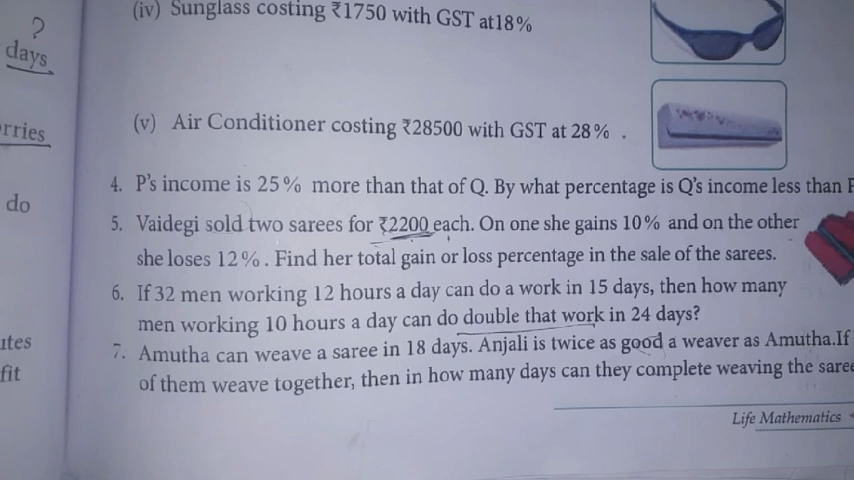 ?
days
rries
do
utes
fit
(iv) Sunglass costing ₹1750 with GST at18%
(v) Air Conditioner costing ₹28500 with GST at 28% .
4. P's income is 25% more than that of Q. By what percentage is Q's income less than
5. Vaidegi sold two sarees for ₹2200 each. On one she gains 10% and on the other
she loses 12%. Find her total gain or loss percentage in the sale of the sarees.
6. If 32 men working 12 hours a day can do a work in 15 days, then how many
men working 10 hours a day can do double that work in 24 days?
7. Amutha can weave a saree in 18 days. Anjali is twice as good a weaver as Amutha.If
of them weave together, then in how many days can they complete weaving the saree
Life Mathematics